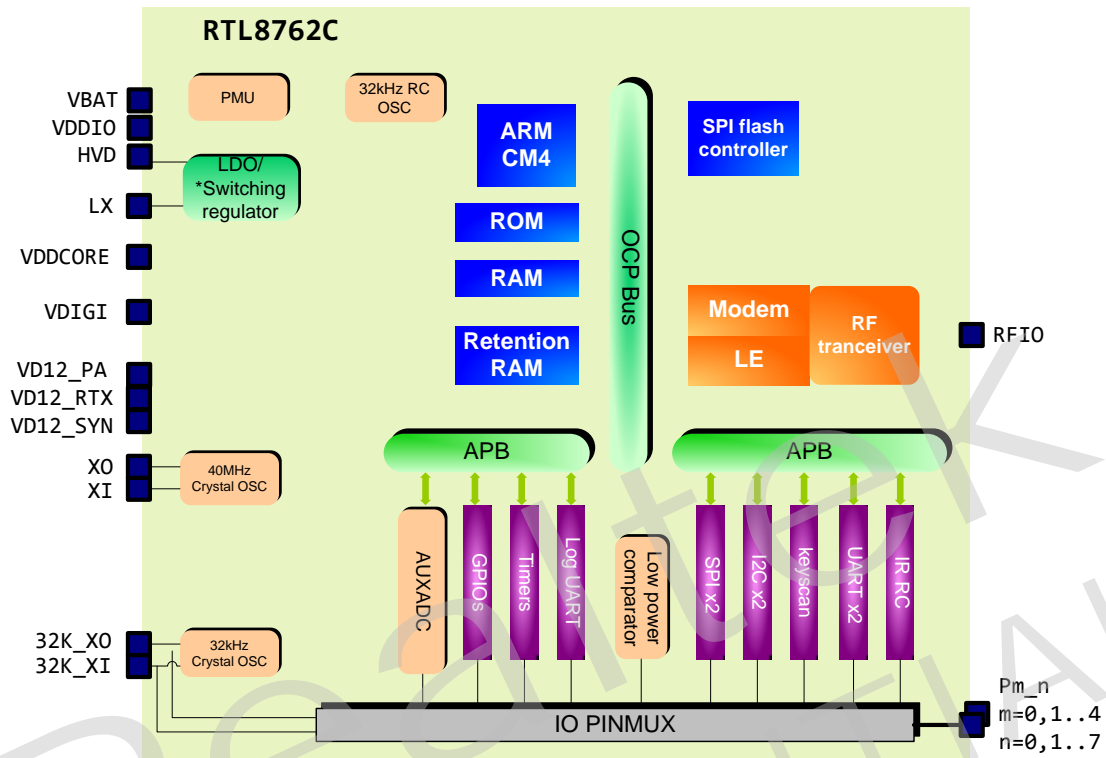 RTL8762C
VBAT
VDDIO
HVD
LX
VDDCORE
VDIGI
VD12_PA
VD12_RTX
VD12_SYN
XO
XI
32K_XO
32K_XI
PMU
32kHz RC
OSC
LDO/
*Switching
regulator
40MHz
Crystal OSC
32kHz
Crystal OSC
ARM
CM4
ROM
RAM
Retention
RAM
OCP Bus
SPI flash
controller
Modem
LE
RF
tranceiver
RFIO
APB
APB
AUXADC
GPIOs
Timers
Log UART
Low power
comparator
SPI x2
I2C x2
keyscan
UART x2
IR RC
IO PINMUX
Pm_n
m=0,1..4
n=0,1..7